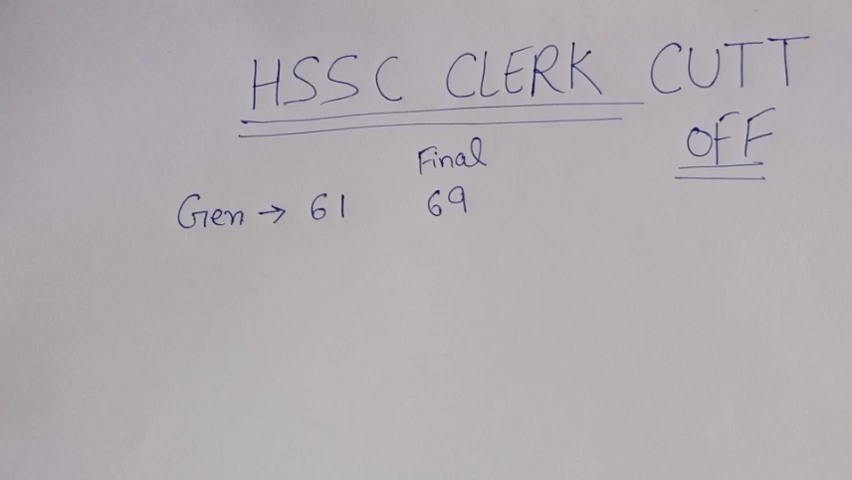 HSSC CLERK CUTT
OFF
Final
Gen → 61 69